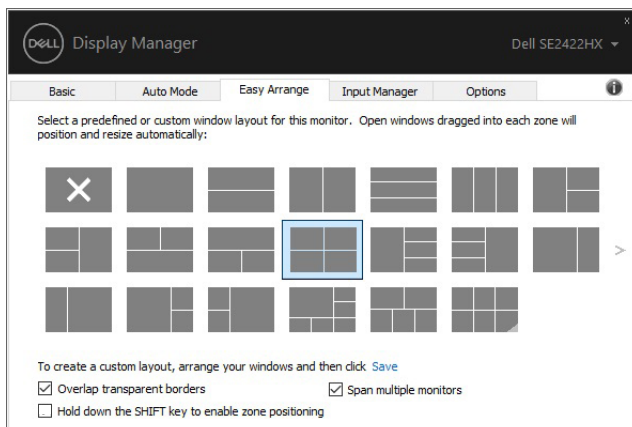 DELL Display Manager Dell SE2422HX
Basic Auto Mode Easy Arrange Input Manager Options
Select a predefined or custom window layout for this monitor. Open windows dragged into each zone will
position and resize automatically:
To create a custom layout, arrange your windows and then click Save
Overlap transparent borders Span multiple monitors
Hold down the SHIFT key to enable zone positioning